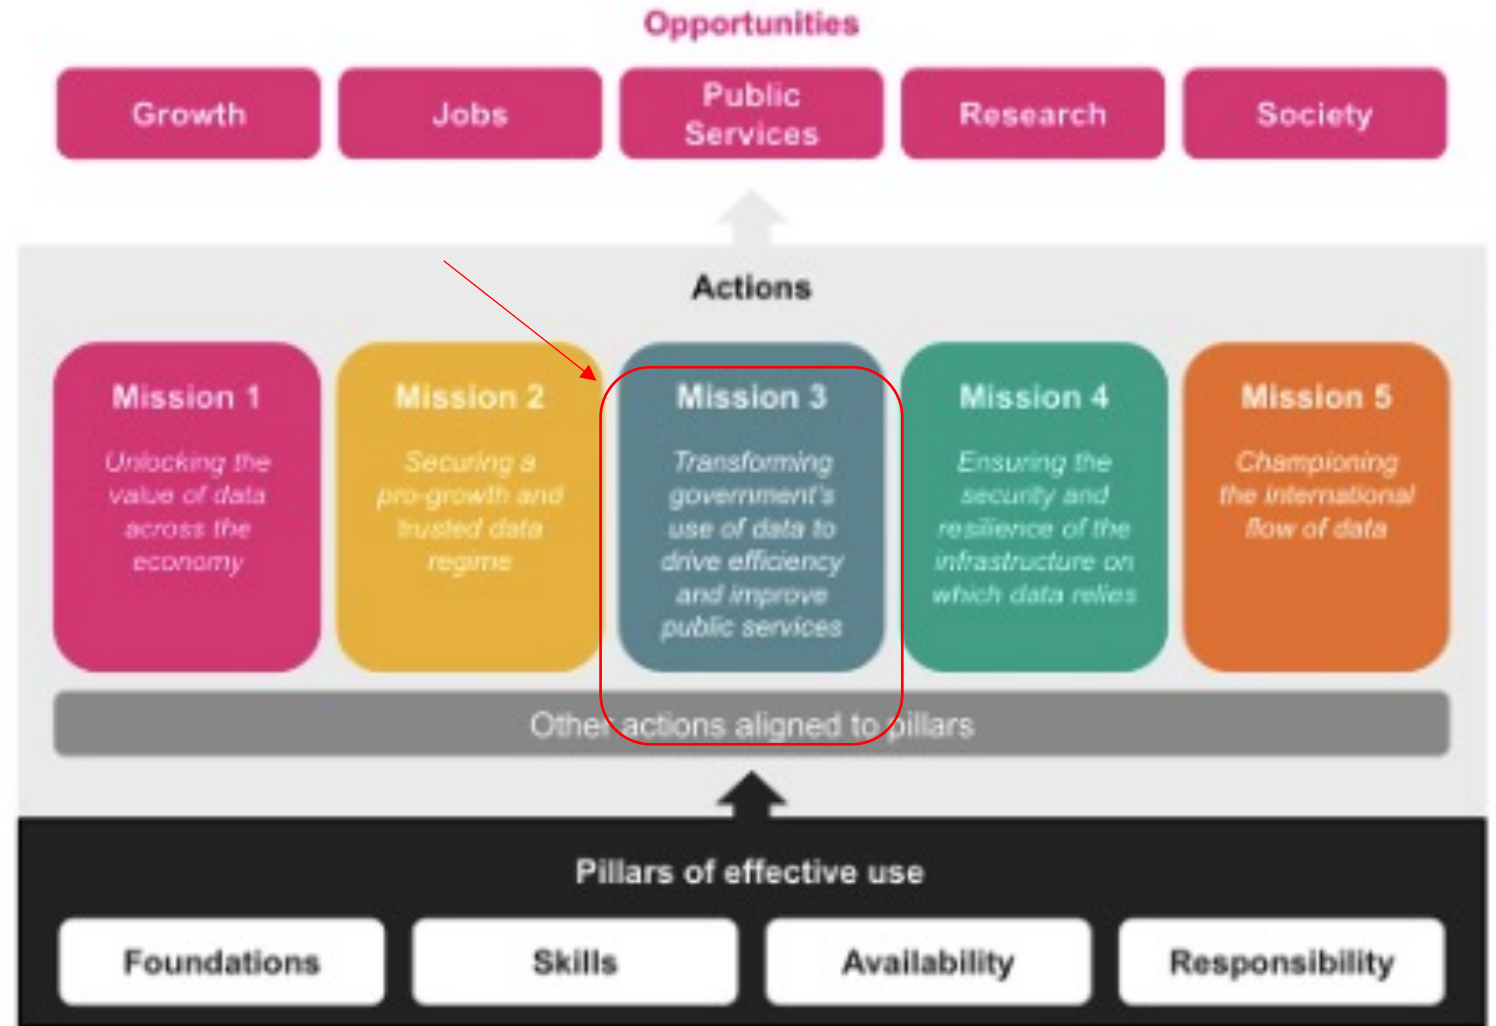 Opportunities
Growth
Jobs
Public
Services
Research
Society
Actions
Mission 1
Unlocking the
value of data
across the
economy
Mission 2
Securing a
pro-growth and
trusted data
regime
Mission 3
Transforming
government's
use of data to
drive efficiency
and improve
public services
Mission 4
Ensuring the
security and
resilience of the
infrastructure on
which data relies
Mission 5
Championing
the international
flow of data
Other actions aligned to pillars
Pillars of effective use
Foundations
Skills
Availability
Responsibility